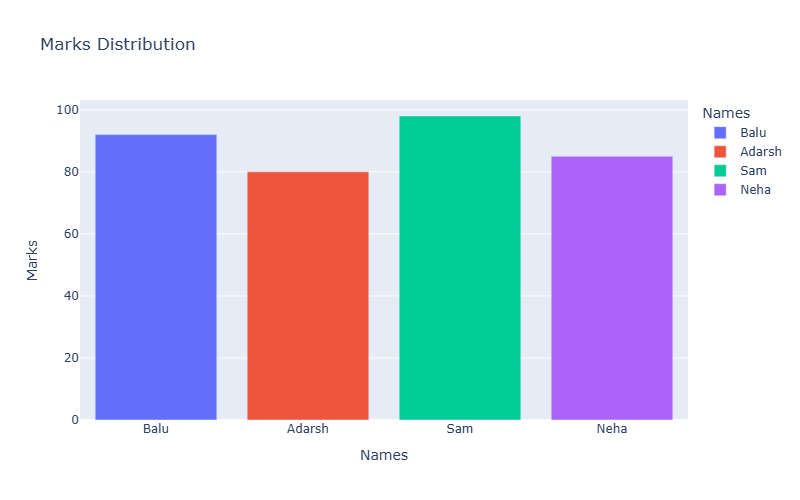 Marks Distribution
100
80
60
40
20
0
Marks
Balu
Adarsh
Sam
Neha
Names
Names
Balu
Adarsh
Sam
Neha